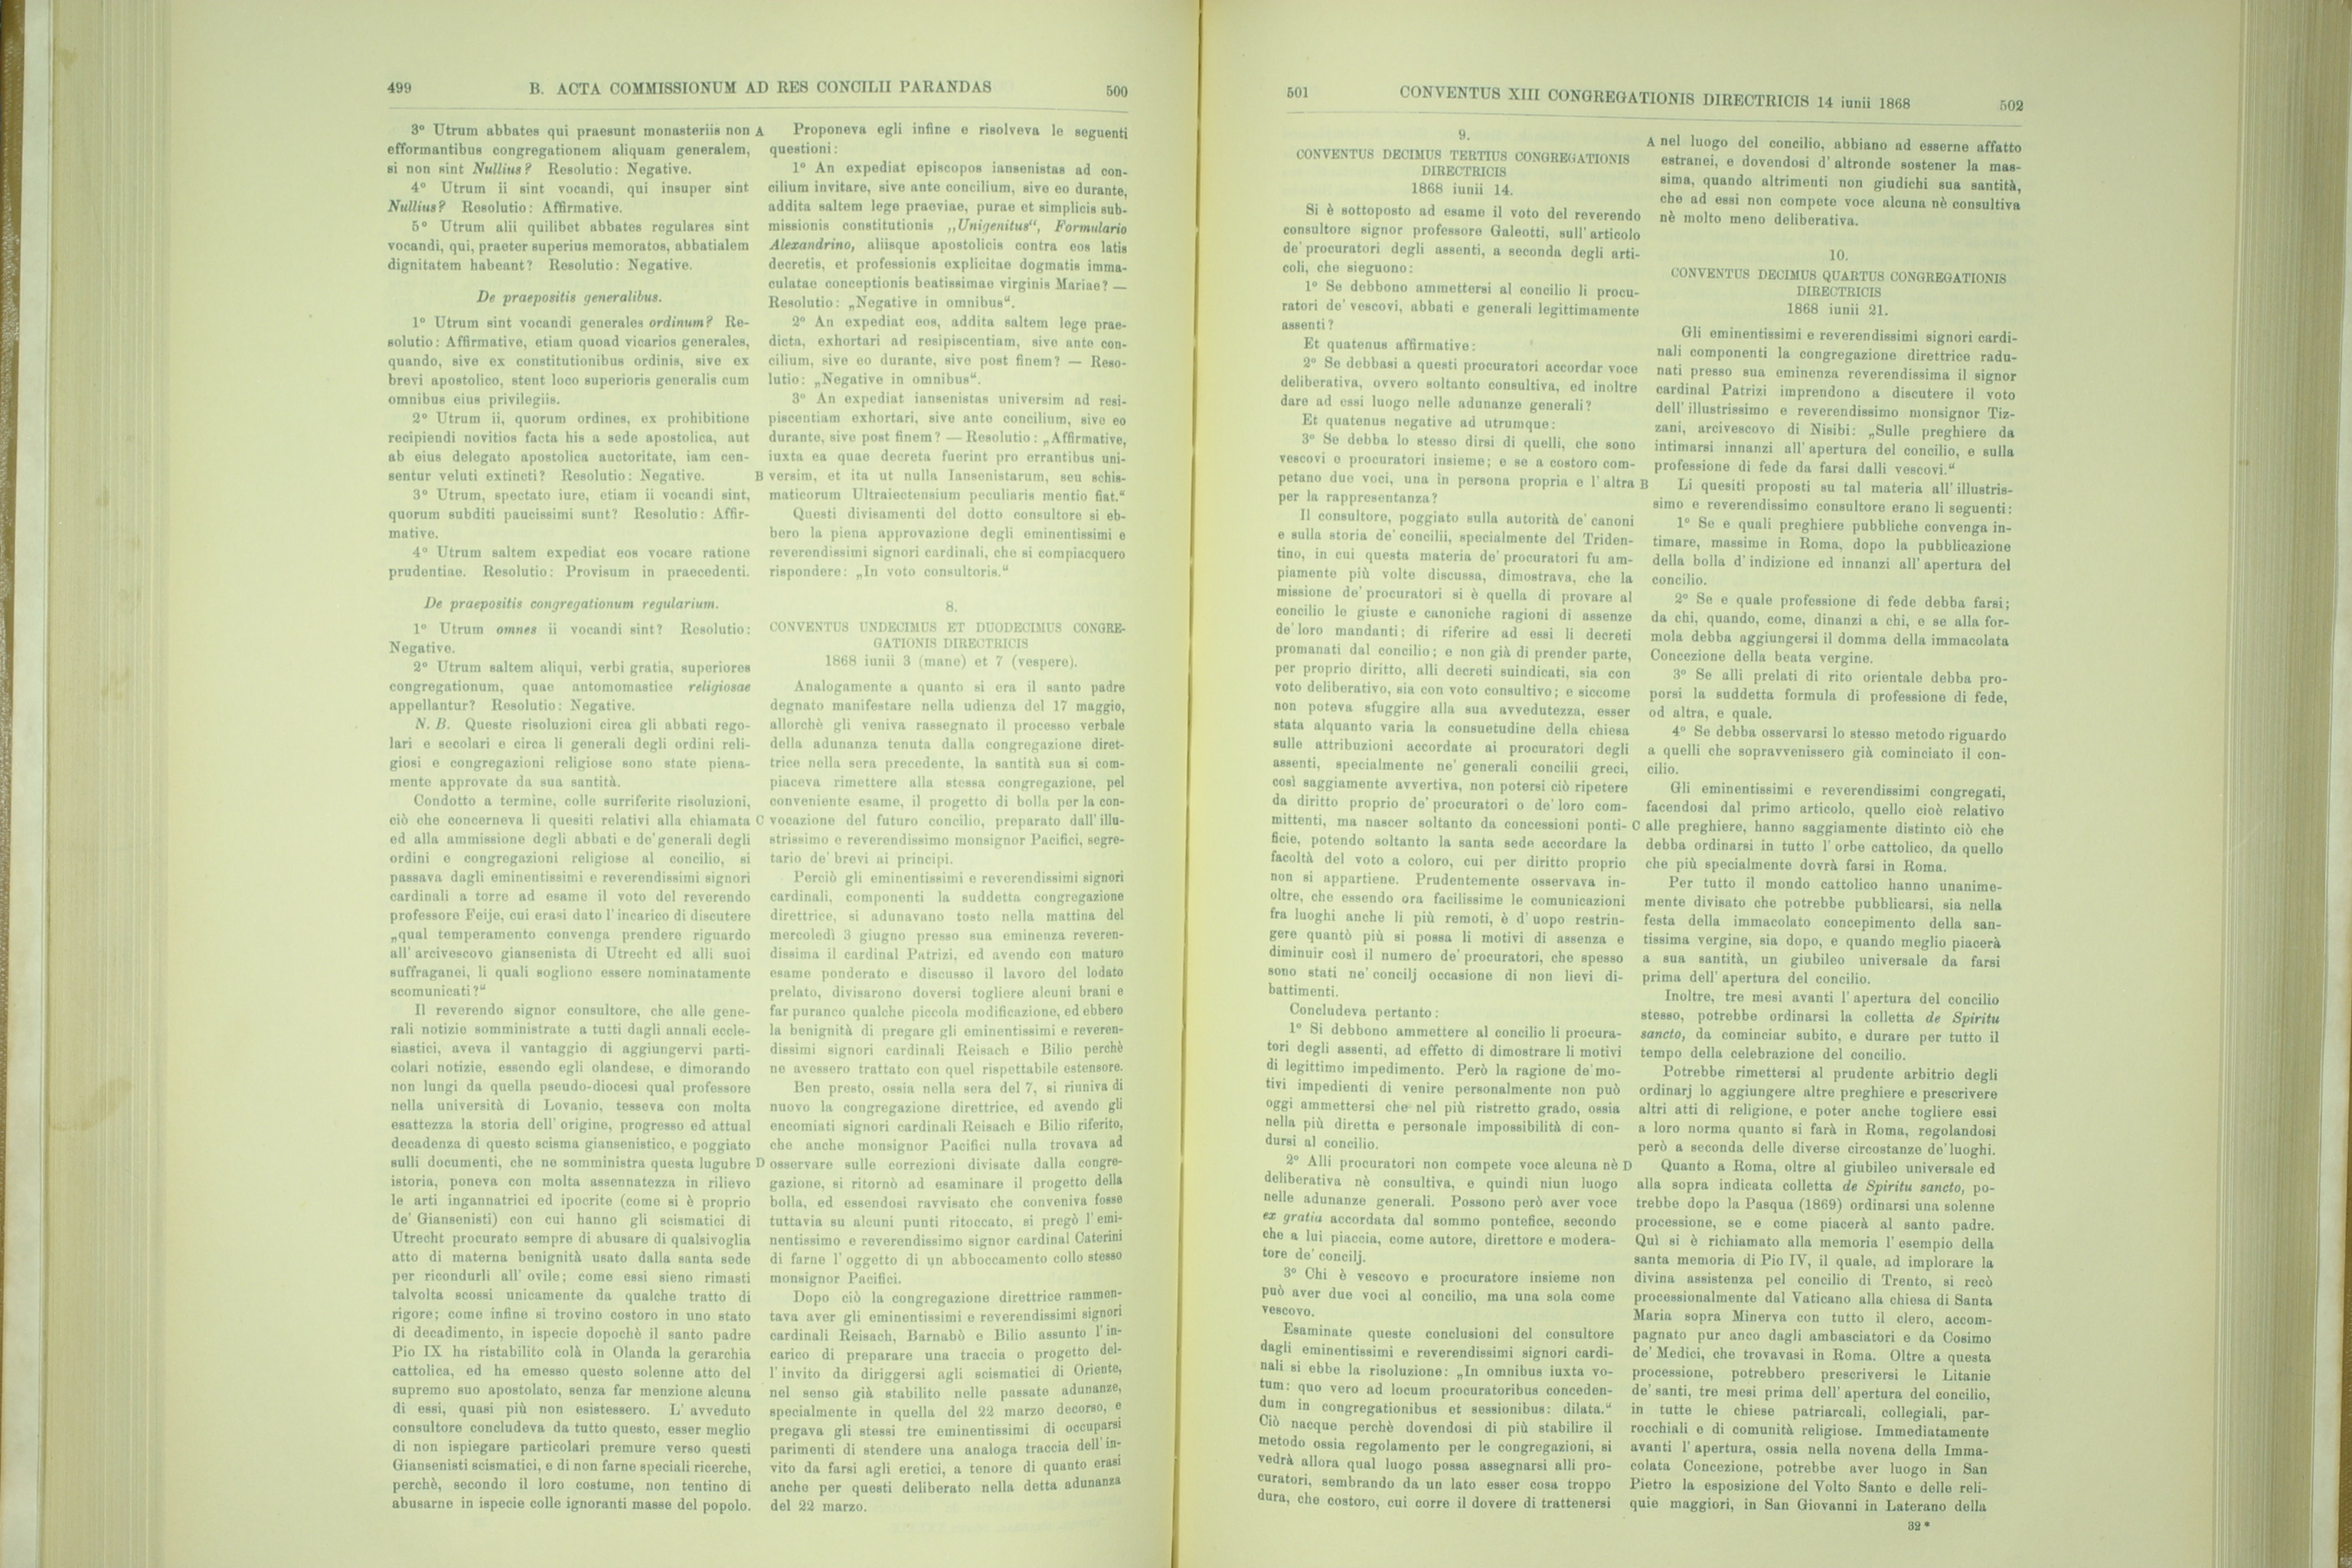 499
B. ACTA COMMISSIONUM AD RES CONCILII PARANDAS
500
3° Utrum abbates qui praesunt monasteriis non
efformantibus congregationem aliquam generalem,
si non sint Nullius? Resolutio: Negative.
4° Utrum ii sint vocandi, qui insuper sint
Nullius? Resolutio: Affirmative.
5° Utrum alii quilibet abbates regulares sint
vocandi, qui, praeter superius memoratos, abbatialem
dignitatem habeant? Resolutio: Negative.
De praepositis generalibus.
1° Utrum sint vocandi generales ordinum? Re-
solutio: Affirmative, etiam quoad vicarios generales,
quando, sive ex constitutionibus ordinis, sive ex
brevi apostolico, stent loco superioris generalis cum
omnibus eius privilegiis.
2° Utrum ii, quorum ordines, ex prohibitione
recipiendi novitios facta his a sede apostolica, aut
ab eius delegato apostolica auctoritate, iam cen-
sentur veluti extincti? Resolutio: Negative.
3° Utrum, spectato iure, etiam ii vocandi sint,
quorum subditi paucissimi sunt? Resolutio: Affir-
mative.
4° Utrum saltem expediat eos vocare ratione
prudentiae. Resolutio: Provisum in praecedenti.
De praepositis congregationum regularium.
1° Utrum omnes ii vocandi sint? Resolutio:
Negative.
2° Utrum saltem aliqui, verbi gratia, superiores
congregationum, quae antomomastice religiosae
appellantur? Resolutio: Negative.
N. B. Queste risoluzioni circa gli abbati rego-
lari e secolari e circa li generali degli ordini reli-
giosi e congregazioni religiose sono state piena-
mente approvate da sua santità.
Condotto a termine, colle surriferite risoluzioni,
ciò che concerneva li quesiti relativi alla chiamata
ed alla ammissione degli abbati e de' generali degli
ordini e congregazioni religiose al concilio, si
passava dagli eminentissimi e reverendissimi signori
cardinali a torre ad esame il voto del reverendo
professore Feije, cui erasi dato l'incarico di discutere
„qual temperamento convenga prendere riguardo
all' arcivescovo giansenista di Utrecht ed alli suoi
suffraganei, li quali sogliono essere nominatamente
scomunicati?“
Il reverendo signor consultore, che alle gene-
rali notizie somministrate a tutti dagli annali eccle-
siastici, aveva il vantaggio di aggiungervi parti-
colari notizie, essendo egli olandese, e dimorando
non lungi da quella pseudo-diocesi qual professore
nella università di Lovanio, tesseva con molta
esattezza la storia dell' origine, progresso ed attual
decadenza di questo scisma giansenistico, e poggiato
sulli documenti, che ne somministra questa lugubre
istoria, poneva con molta assennatezza in rilievo
le arti ingannatrici ed ipocrite (come si è proprio
de' Giansenisti) con cui hanno gli scismatici di
Utrecht procurato sempre di abusare di qualsivoglia
atto di materna benignità usato dalla santa sede
per ricondurli all' ovile; come essi sieno rimasti
talvolta scossi unicamente da qualche tratto di
rigore; come infine si trovino costoro in uno stato
di decadimento, in ispecie dopochè il santo padre
Pio IX ha ristabilito colà in Olanda la gerarchia
cattolica, ed ha emesso questo solenne atto del
supremo suo apostolato, senza far menzione alcuna
di essi, quasi più non esistessero. L' avveduto
consultore concludeva da tutto questo, esser meglio
di non ispiegare particolari premure verso questi
Giansenisti scismatici, e di non farne speciali ricerche,
perchè, secondo il loro costume, non tentino di
abusarne in ispecie colle ignoranti masse del popolo.
A
B
C
D
Proponeva egli infine e risolveva le seguenti
questioni:
1° An expediat episcopos iansenistas ad con-
cilium invitare, sive ante concilium, sive eo durante,
addita saltem lege praeviae, purae et simplicis sub-
missionis constitutionis „Unigenitus“, Formulario
Alexandrino, aliisque apostolicis contra eos latis
decretis, et professionis explicitae dogmatis imma-
culatae conceptionis beatissimae virginis Mariae? —
Resolutio: „Negative in omnibus“.
2° An expediat eos, addita saltem lege prae-
dicta, exhortari ad resipiscentiam, sive ante con-
cilium, sive eo durante, sive post finem? — Reso-
lutio: „Negative in omnibus“.
3° An expediat iansenistas universim ad resi-
piscentiam exhortari, sive ante concilium, sive eo
durante, sive post finem? — Resolutio: „Affirmative,
iuxta ea quae decreta fuerint pro errantibus uni-
versim, et ita ut nulla Iansenistarum, seu schis-
maticorum Ultraiectensium peculiaris mentio fiat.“
Questi divisamenti del dotto consultore si eb-
bero la piena approvazione degli eminentissimi e
reverendissimi signori cardinali, che si compiacquero
rispondere: „In voto consultoris.“
8.
CONVENTUS UNDECIMUS ET DUODECIMUS CONGRE-
GATIONIS DIRECTRICIS
1868 iunii 3 (mane) et 7 (vespere).
Analogamente a quanto si era il santo padre
degnato manifestare nella udienza del 17 maggio,
allorchè gli veniva rassegnato il processo verbale
della adunanza tenuta dalla congregazione diret-
trice nella sera precedente, la santità sua si com-
piaceva rimettere alla stessa congregazione, pel
conveniente esame, il progetto di bolla per la con-
vocazione del futuro concilio, preparato dall' illu-
strissimo e reverendissimo monsignor Pacifici, segre-
tario de' brevi ai principi.
Perciò gli eminentissimi e reverendissimi signori
cardinali, componenti la suddetta congregazione
direttrice, si adunavano tosto nella mattina del
mercoledì 3 giugno presso sua eminenza reveren-
dissima il cardinal Patrizi, ed avendo con maturo
esame ponderato e discusso il lavoro del lodato
prelato, divisarono doversi togliere alcuni brani e
far puranco qualche piccola modificazione, ed ebbero
la benignità di pregare gli eminentissimi e reveren-
dissimi signori cardinali Reisach e Bilio perchè
ne avessero trattato con quel rispettabile estensore.
Ben presto, ossia nella sera del 7, si riuniva di
nuovo la congregazione direttrice, ed avendo gli
encomiati signori cardinali Reisach e Bilio riferito,
che anche monsignor Pacifici nulla trovava ad
osservare sulle correzioni divisate dalla congre-
gazione, si ritornò ad esaminare il progetto della
bolla, ed essendosi ravvisato che conveniva fosse
tuttavia su alcuni punti ritoccato, si pregò l' emi-
nentissimo e reverendissimo signor cardinal Caterini
di farne l' oggetto di un abboccamento collo stesso
monsignor Pacifici.
Dopo ciò la congregazione direttrice rammen-
tava aver gli eminentissimi e reverendissimi signori
cardinali Reisach, Barnabò e Bilio assunto l' in-
carico di preparare una traccia o progetto del-
l' invito da diriggersi agli scismatici di Oriente,
nel senso già stabilito nelle passate adunanze,
specialmente in quella del 22 marzo decorso, e
pregava gli stessi tre eminentissimi di occuparsi
parimenti di stendere una analoga traccia dell' in-
vito da farsi agli eretici, a tenore di quanto erasi
anche per questi deliberato nella detta adunanza
del 22 marzo.
501
CONVENTUS XIII CONGREGATIONIS DIRECTRICIS 14 iunii 1868
502
9.
CONVENTUS DECIMUS TERTIUS CONGREGATIONIS
DIRECTRICIS
1868 iunii 14.
Si è sottoposto ad esame il voto del reverendo
consultore signor professore Galeotti, sull' articolo
de' procuratori degli assenti, a seconda degli arti-
coli, che sieguono:
1° Se debbono ammettersi al concilio li procu-
ratori de' vescovi, abbati e generali legittimamente
assenti?
Et quatenus affirmative:
2° Se debbasi a questi procuratori accordar voce
deliberativa, ovvero soltanto consultiva, ed inoltre
dare ad essi luogo nelle adunanze generali?
Et quatenus negative ad utrumque:
3° Se debba lo stesso dirsi di quelli, che sono
vescovi e procuratori insieme; e se a costoro com-
petano due voci, una in persona propria e l' altra
per la rappresentanza?
Il consultore, poggiato sulla autorità de' canoni
e sulla storia de' concilii, specialmente del Triden-
tino, in cui questa materia de' procuratori fu am-
piamente più volte discussa, dimostrava, che la
missione de' procuratori si è quella di provare al
concilio le giuste e canoniche ragioni di assenze
de' loro mandanti; di riferire ad essi li decreti
promanati dal concilio; e non già di prender parte,
per proprio diritto, alli decreti suindicati, sia con
voto deliberativo, sia con voto consultivo; e siccome
non poteva sfuggire alla sua avvedutezza, esser
stata alquanto varia la consuetudine della chiesa
sulle attribuzioni accordate ai procuratori degli
assenti, specialmente ne' generali concilii greci,
così saggiamente avvertiva, non potersi ciò ripetere
da diritto proprio de' procuratori o de' loro com-
mittenti, ma nascer soltanto da concessioni ponti-
ficie, potendo soltanto la santa sede accordare la
facoltà del voto a coloro, cui per diritto proprio
non si appartiene. Prudentemente osservava in-
oltre, che essendo ora facilissime le comunicazioni
fra luoghi anche li più remoti, è d' uopo restrin-
gere quantò più si possa li motivi di assenza e
diminuir così il numero de' procuratori, che spesso
sono stati ne' concilj occasione di non lievi di-
battimenti.
Concludeva pertanto:
1° Si debbono ammettere al concilio li procura-
tori degli assenti, ad effetto di dimostrare li motivi
di legittimo impedimento. Però la ragione de' mo-
tivi impedienti di venire personalmente non può
oggi ammettersi che nel più ristretto grado, ossia
nella più diretta e personale impossibilità di con-
dursi al concilio.
2° Alli procuratori non compete voce alcuna nè
deliberativa nè consultiva, e quindi niun luogo
nelle adunanze generali. Possono però aver voce
ex gratia accordata dal sommo pontefice, secondo
che a lui piaccia, come autore, direttore e modera-
tore de' concilj.
3° Chi è vescovo e procuratore insieme non
può aver due voci al concilio, ma una sola come
vescovo.
Esaminate queste conclusioni del consultore
dagli eminentissimi e reverendissimi signori cardi-
nali si ebbe la risoluzione: „In omnibus iuxta vo-
tum: quo vero ad locum procuratoribus conceden-
dum in congregationibus et sessionibus: dilata.“
Ciò nacque perchè dovendosi di più stabilire il
metodo ossia regolamento per le congregazioni, si
vedrà allora qual luogo possa assegnarsi alli pro-
curatori, sembrando da un lato esser cosa troppo
dura, che costoro, cui corre il dovere di trattenersi
A
B
C
D
nel luogo del concilio, abbiano ad esserne affatto
estranei, e dovendosi d' altronde sostener la mas-
sima, quando altrimenti non giudichi sua santità,
che ad essi non compete voce alcuna nè consultiva
nè molto meno deliberativa.
10.
CONVENTUS DECIMUS QUARTUS CONGREGATIONIS
DIRECTRICIS
1868 iunii 21.
Gli eminentissimi e reverendissimi signori cardi-
nali componenti la congregazione direttrice radu-
nati presso sua eminenza reverendissima il signor
cardinal Patrizi imprendono a discutere il voto
dell' illustrissimo e reverendissimo monsignor Tiz-
zani, arcivescovo di Nisibi: „Sulle preghiere da
intimarsi innanzi all' apertura del concilio, e sulla
professione di fede da farsi dalli vescovi.“
Li quesiti proposti su tal materia all' illustris-
simo e reverendissimo consultore erano li seguenti:
1° Se e quali preghiere pubbliche convenga in-
timare, massime in Roma, dopo la pubblicazione
della bolla d' indizione ed innanzi all' apertura del
concilio.
2° Se e quale professione di fede debba farsi;
da chi, quando, come, dinanzi a chi, e se alla for-
mola debba aggiungersi il domma della immacolata
Concezione della beata vergine.
3° Se alli prelati di rito orientale debba pro-
porsi la suddetta formula di professione di fede,
od altra, e quale.
4° Se debba osservarsi lo stesso metodo riguardo
a quelli che sopravvenissero già cominciato il con-
cilio.
Gli eminentissimi e reverendissimi congregati,
facendosi dal primo articolo, quello cioè relativo
alle preghiere, hanno saggiamente distinto ciò che
debba ordinarsi in tutto l' orbe cattolico, da quello
che più specialmente dovrà farsi in Roma.
Per tutto il mondo cattolico hanno unanime-
mente divisato che potrebbe pubblicarsi, sia nella
festa della immacolato concepimento della san-
tissima vergine, sia dopo, e quando meglio piacerà
a sua santità, un giubileo universale da farsi
prima dell' apertura del concilio.
Inoltre, tre mesi avanti l' apertura del concilio
stesso, potrebbe ordinarsi la colletta de Spiritu
sancto, da cominciar subito, e durare per tutto il
tempo della celebrazione del concilio.
Potrebbe rimettersi al prudente arbitrio degli
ordinarj lo aggiungere altre preghiere e prescrivere
altri atti di religione, e poter anche togliere essi
a loro norma quanto si farà in Roma, regolandosi
però a seconda delle diverse circostanze de' luoghi.
Quanto a Roma, oltre al giubileo universale ed
alla sopra indicata colletta de Spiritu sancto, po-
trebbe dopo la Pasqua (1869) ordinarsi una solenne
processione, se e come piacerà al santo padre.
Quì si è richiamato alla memoria l' esempio della
santa memoria di Pio IV, il quale, ad implorare la
divina assistenza pel concilio di Trento, si recò
processionalmente dal Vaticano alla chiesa di Santa
Maria sopra Minerva con tutto il clero, accom-
pagnato pur anco dagli ambasciatori e da Cosimo
de' Medici, che trovavasi in Roma. Oltre a questa
processione, potrebbero prescriversi le Litanie
de' santi, tre mesi prima dell' apertura del concilio,
in tutte le chiese patriarcali, collegiali, par-
rocchiali e di comunità religiose. Immediatamente
avanti l' apertura, ossia nella novena della Imma-
colata Concezione, potrebbe aver luogo in San
Pietro la esposizione del Volto Santo e delle reli-
quie maggiori, in San Giovanni in Laterano della
32*